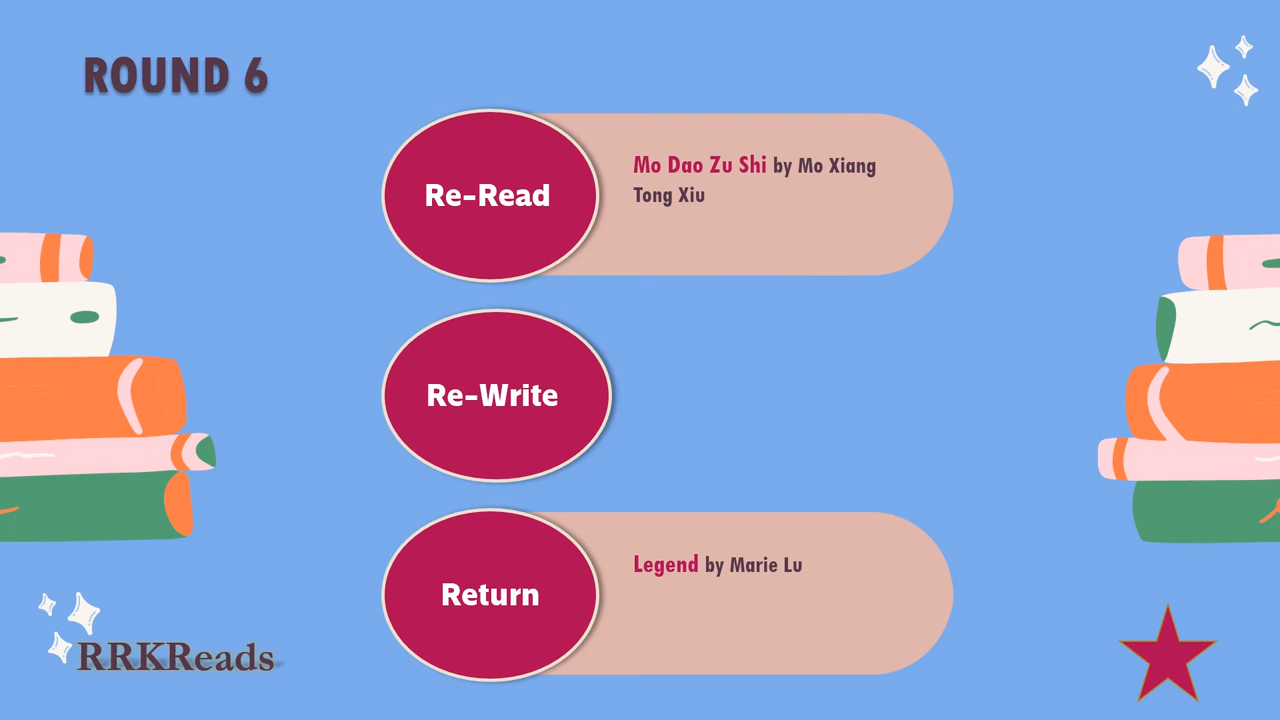 ROUND 6
Re-Read
Mo Dao Zu Shi by Mo Xiang
Tong Xiu
Re-Write
Return
Legend by Marie Lu
RRKReads